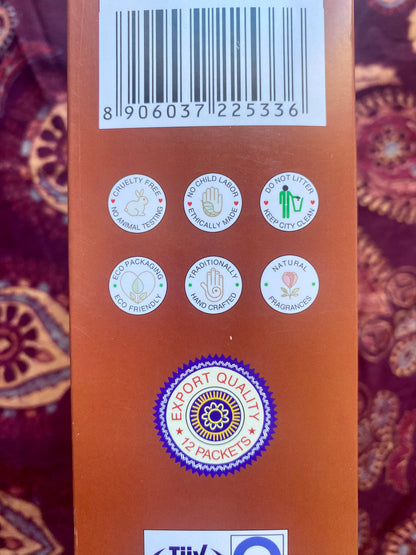 8 906037 225336
CRUELTY FREE
NO ANIMAL TESTING
NO CHILD LABOR
ETHICALLY MADE
DO NOT LITTER
KEEP CITY CLEAN
ECO PACKAGING
ECO FRIENDLY
TRADITIONALLY
HAND CRAFTED
NATURAL
FRAGRANCES
EXPORT QUALITY
12 PACKETS
TÜV